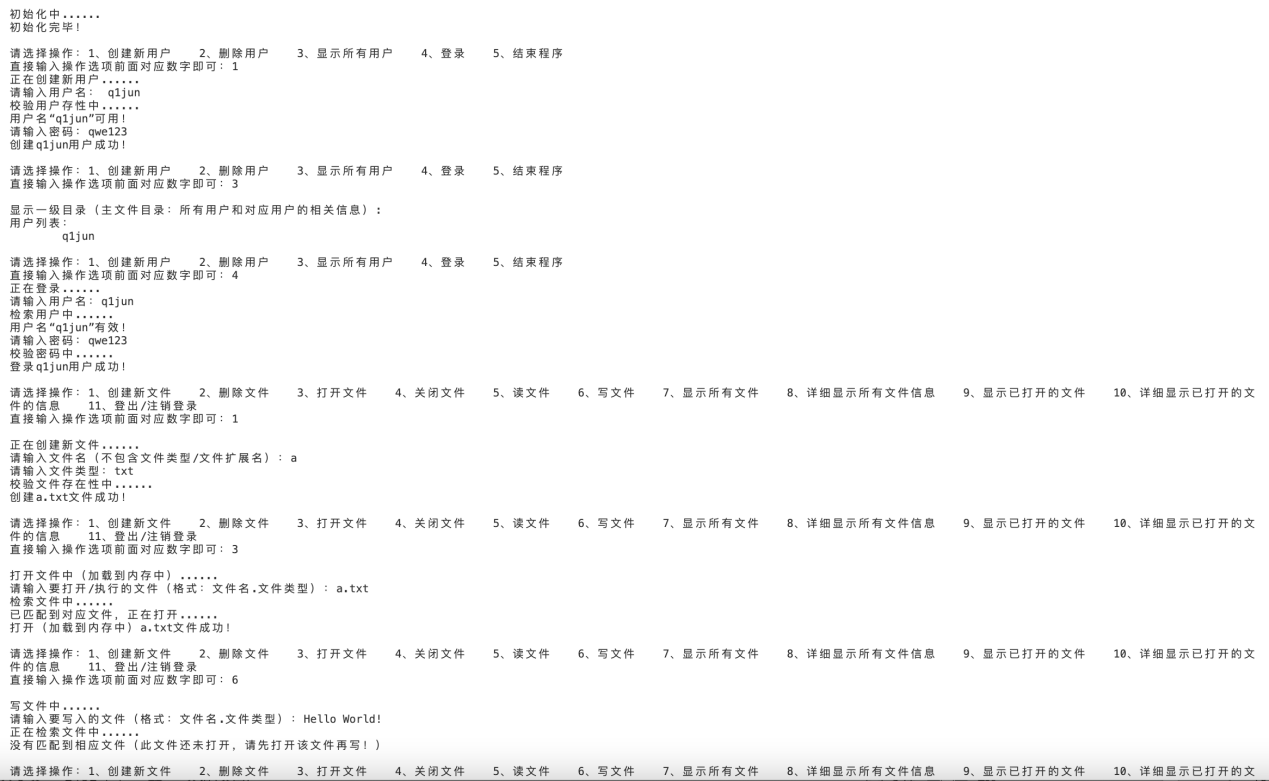 初始化中......
初始化完毕！
请选择操作：1、创建新用户    2、删除用户    3、显示所有用户    4、登录    5、结束程序
直接输入操作选项前面对应数字即可：1
正在创建新用户......
请输入用户名： q1jun
校验用户存性中......
用户名“q1jun”可用！
请输入密码：qwe123
创建q1jun用户成功！
请选择操作：1、创建新用户    2、删除用户    3、显示所有用户    4、登录    5、结束程序
直接输入操作选项前面对应数字即可：3
显示一级目录（主文件目录：所有用户和对应用户的相关信息）：
用户列表：
q1jun
请选择操作：1、创建新用户    2、删除用户    3、显示所有用户    4、登录    5、结束程序
直接输入操作选项前面对应数字即可：4
正在登录......
请输入用户名：q1jun
检索用户中......
用户名“q1jun”有效！
请输入密码：qwe123
校验密码中......
登录q1jun用户成功！
请选择操作：1、创建新文件    2、删除文件    3、打开文件    4、关闭文件    5、读文件    6、写文件    7、显示所有文件    8、详细显示所有文件信息    9、显示已打开的文件    10、详细显示已打开的文
件的信息    11、登出/注销登录
直接输入操作选项前面对应数字即可：1
正在创建新文件......
请输入文件名（不包含文件类型/文件扩展名）：a
请输入文件类型：txt
校验文件存在性中......
创建a.txt文件成功！
请选择操作：1、创建新文件    2、删除文件    3、打开文件    4、关闭文件    5、读文件    6、写文件    7、显示所有文件    8、详细显示所有文件信息    9、显示已打开的文件    10、详细显示已打开的文
件的信息    11、登出/注销登录
直接输入操作选项前面对应数字即可：3
打开文件中（加载到内存中）......
请输入要打开/执行的文件（格式：文件名.文件类型）：a.txt
检索文件中......
已匹配到对应文件，正在打开......
打开（加载到内存中）a.txt文件成功！
请选择操作：1、创建新文件    2、删除文件    3、打开文件    4、关闭文件    5、读文件    6、写文件    7、显示所有文件    8、详细显示所有文件信息    9、显示已打开的文件    10、详细显示已打开的文
件的信息    11、登出/注销登录
直接输入操作选项前面对应数字即可：6
写文件中......
请输入要写入的文件（格式：文件名.文件类型）：Hello World!
正在检索文件中......
没有匹配到相应文件（此文件还未打开，请先打开该文件再写！）
请选择操作：1、创建新文件    2、删除文件    3、打开文件    4、关闭文件    5、读文件    6、写文件    7、显示所有文件    8、详细显示所有文件信息    9、显示已打开的文件    10、详细显示已打开的文